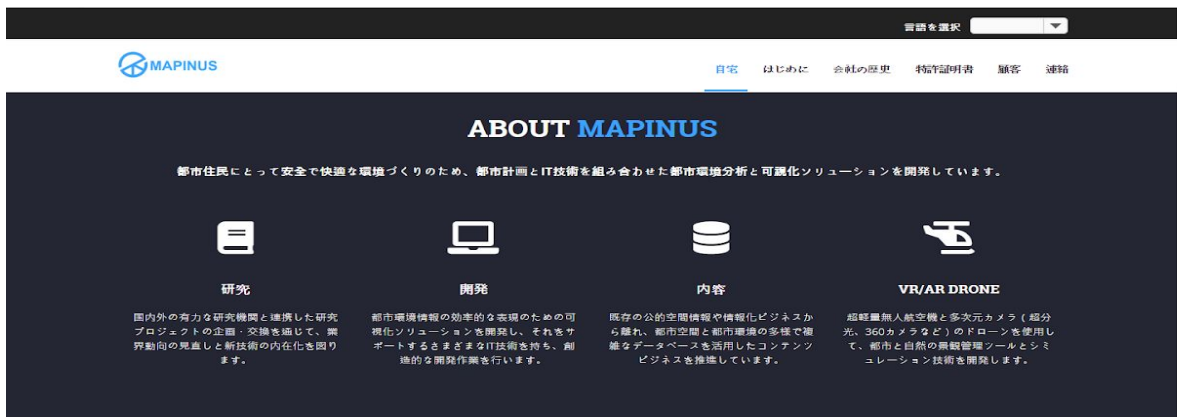 言語を選択
MAPINUS
自宅 はじめに 会社の歴史 特許証明書 顧客 連絡
ABOUT MAPINUS
都市住民にとって安全で快適な環境づくりのため、都市計画とIT技術を組み合わせた都市環境分析と可視化ソリューションを開発しています。
研究
国内外の有力な研究機関と連携した研究
プロジェクトの企画・交換を通じて、業
界動向の見直しと新技術の内在化を図り
ます。
開発
都市環境情報の効率的な表現のための可
視化ソリューションを開発し、それをサ
ポートするさまざまなIT技術を持ち、創
造的な開発作業を行います。
内容
既存の公的空間情報や情報化ビジネスか
ら離れ、都市空間と都市環境の多様で複
雑なデータベースを活用したコンテンツ
ビジネスを推進しています。
VR/AR DRONE
超軽量無人航空機と多次元カメラ(超分
光、360カメラなど)のドローンを使用し
て、都市と自然の景観管理ツールとシミ
ュレーション技術を開発します。